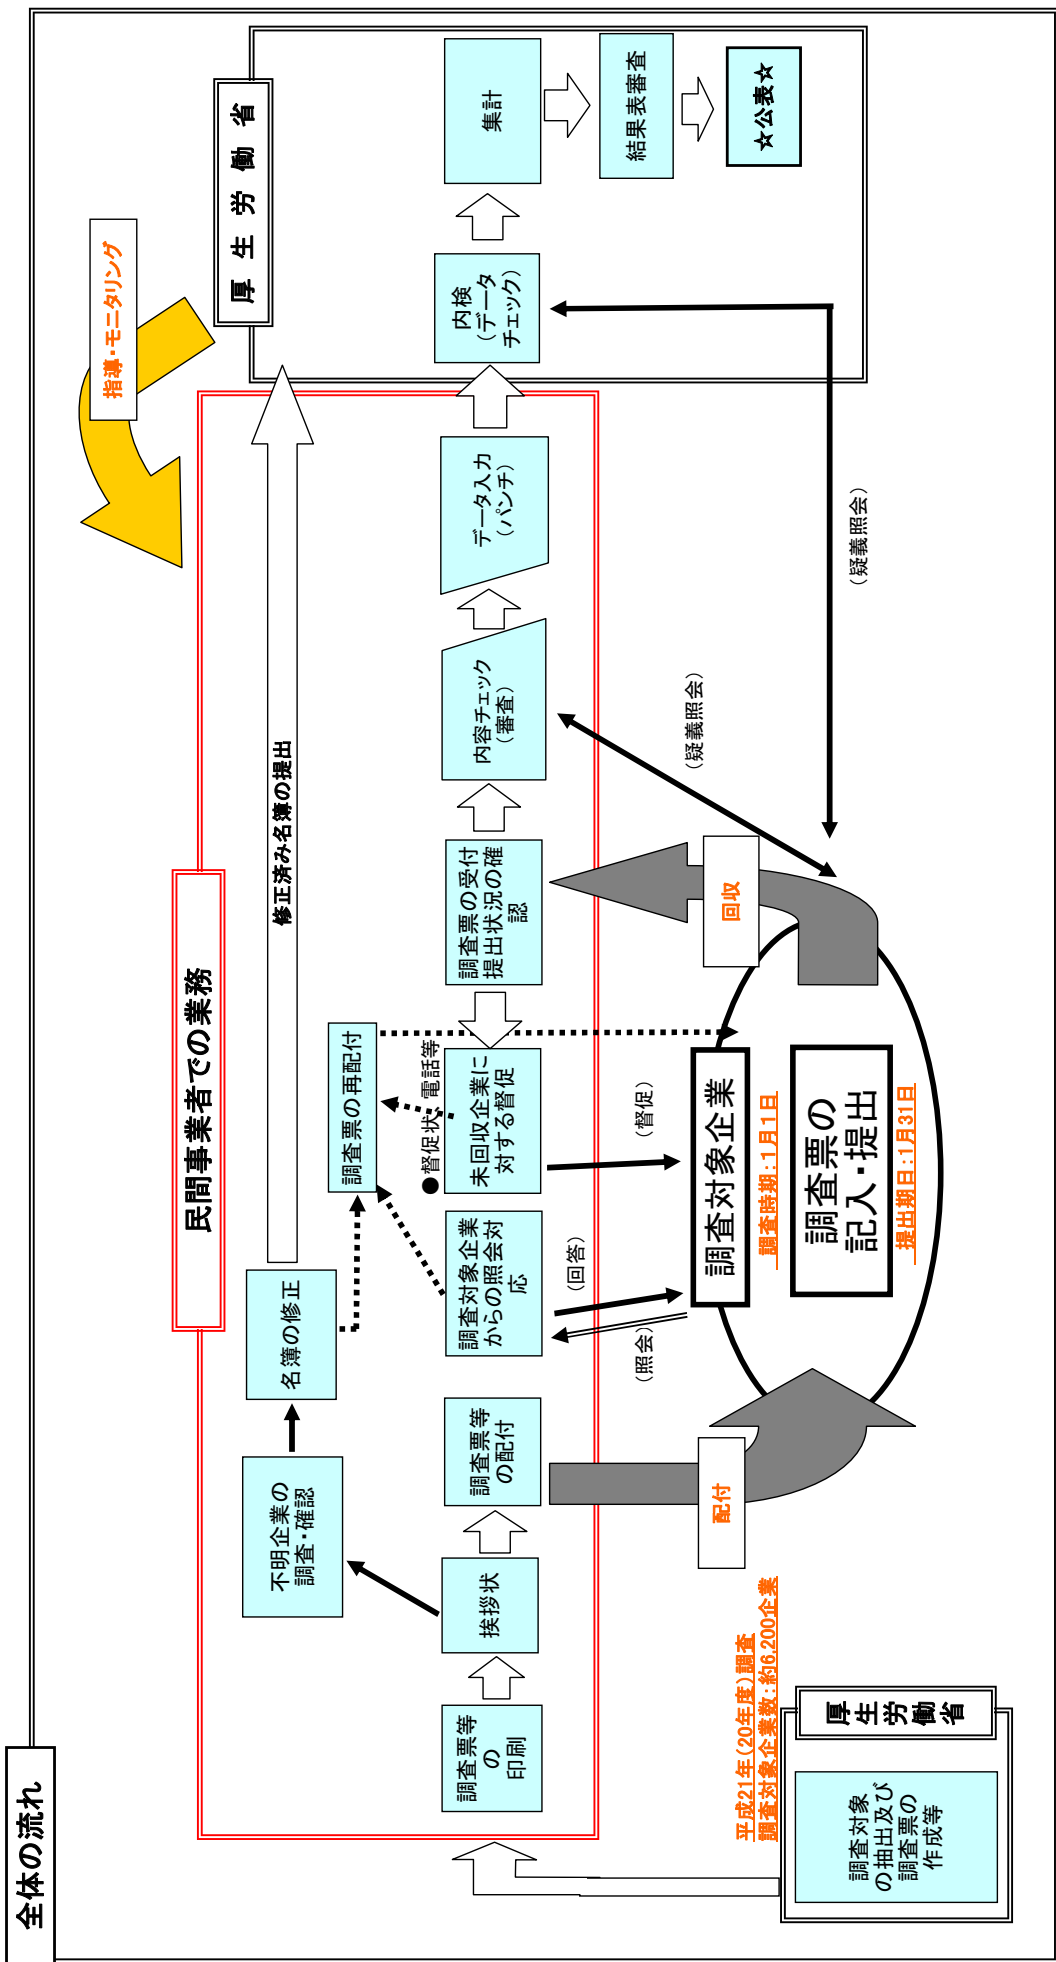 全体の流れ
民間事業者での業務
指導・モニタリング
厚生労働省
不明企業の
調査・確認
名簿の修正
修正済み名簿の提出
調査票の再配付
●督促状、電話等
調査票等
の
印刷
挨拶状
調査票等
の配付
調査対象企業
からの照会対
応
未回収企業に
対する督促
調査票の受付
提出状況の確
認
内容チェック
（審査）
データ入力
（パンチ）
内検
（データ
チェック）
集計
結果表審査
☆公表☆
（照会）
（回答）
（督促）
（疑義照会）
（疑義照会）
配付
回収
調査対象企業
調査時期：1月1日
調査票の
記入・提出
提出期日：1月31日
平成21年（20年度）調査
調査対象企業数：約6,200企業
厚生労働省
調査対象
の抽出及び
調査票の
作成等